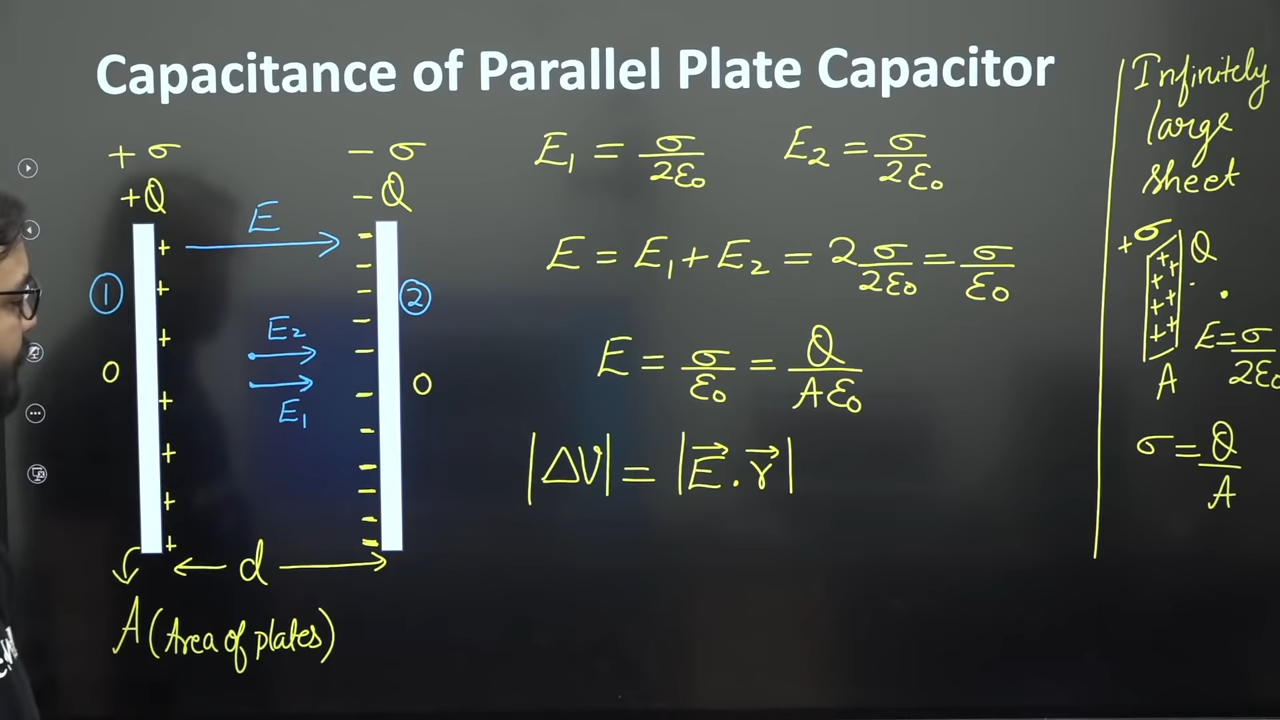 Capacitance of Parallel Plate Capacitor
+ σ
- σ
+Q
-Q
E
1
2
E₂
E₁
0
0
d
A (Area of plates)
E₁ = σ/2ε₀
E₂ = σ/2ε₀
E = E₁ + E₂ = 2 σ/2ε₀ = σ/ε₀
E = σ/ε₀ = Q/Aε₀
|ΔV| = |E⃗ . r⃗|
Infinitely
large
sheet
+σ
Q
E = σ/2ε₀
A
σ = Q/A